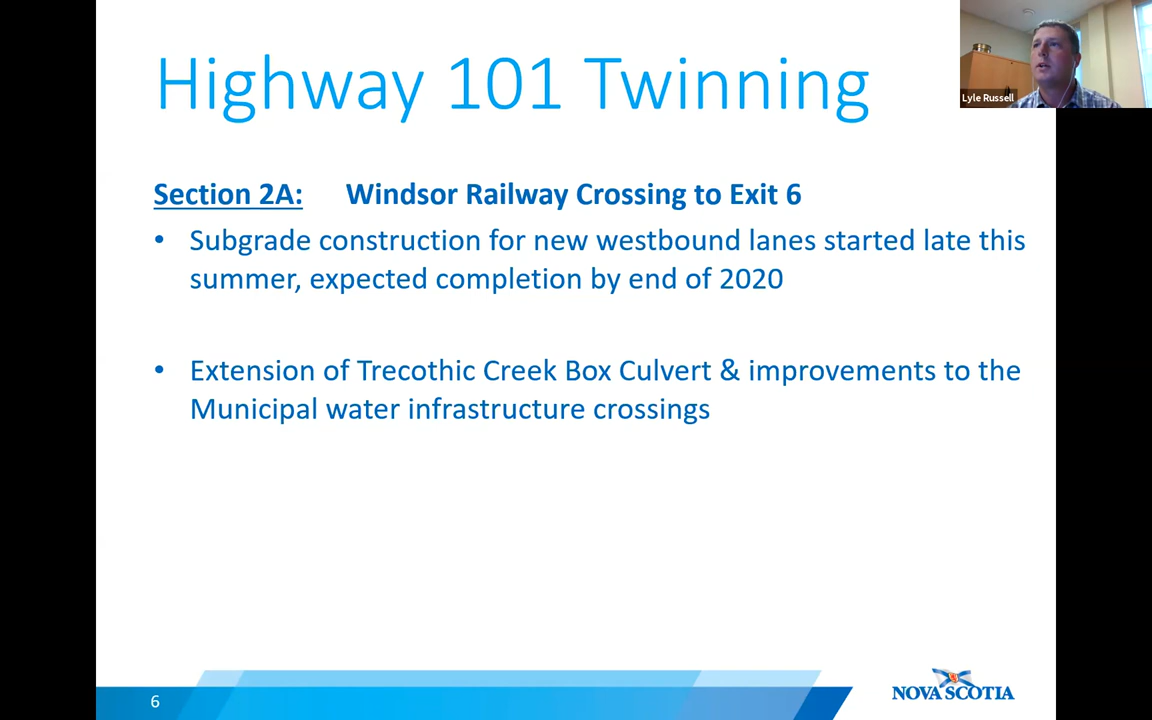 Highway 101 Twinning
Lyle Russell
Section 2A: Windsor Railway Crossing to Exit 6
• Subgrade construction for new westbound lanes started late this
summer, expected completion by end of 2020
• Extension of Trecothic Creek Box Culvert & improvements to the
Municipal water infrastructure crossings
6
NOVA SCOTIA